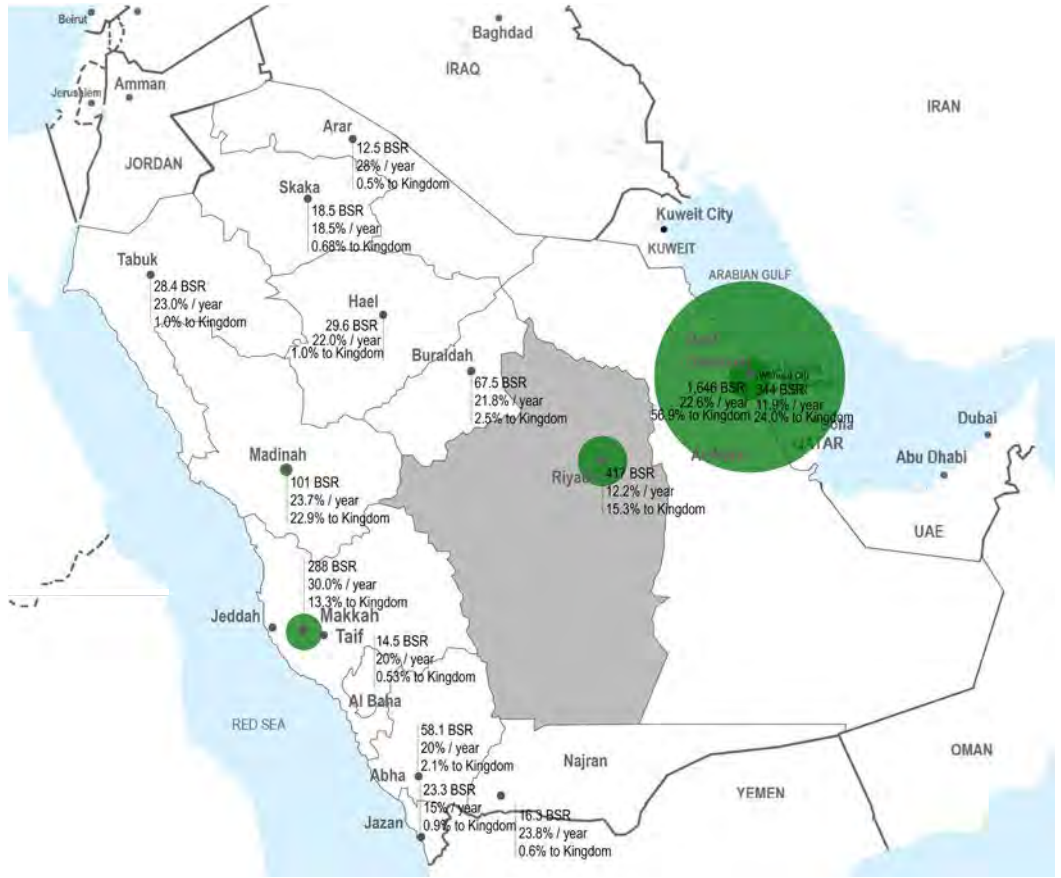 Beirut
Baghdad
IRAQ
Amman
Jerusalem
IRAN
Arar
12.5 BSR
28% / year
0.5% to Kingdom
JORDAN
Skaka
18.5 BSR
18.5% / year
0.68% to Kingdom
Kuweit City
KUWEIT
Tabuk
28.4 BSR
23.0% / year
1.0% to Kingdom
ARABIAN GULF
Hael
29.6 BSR
22.0% / year
1.0% to Kingdom
Buraidah
67.5 BSR
21.8% / year
2.5% to Kingdom
1,646 BSR
22.6% / year
56.9% to Kingdom
344 BSR
11.9% / year
24.0% to Kingdom
QATAR
Dubai
Abu Dhabi
UAE
Madinah
101 BSR
23.7% / year
22.9% to Kingdom
417 BSR
12.2% / year
15.3% to Kingdom
288 BSR
30.0% / year
13.3% to Kingdom
Jeddah
Makkah
Taif
14.5 BSR
20% / year
0.53% to Kingdom
Al Baha
RED SEA
58.1 BSR
20% / year
2.1% to Kingdom
Abha
Najran
OMAN
YEMEN
23.3 BSR
15% / year
0.9% to Kingdom
Jazan
16.3 BSR
23.8% / year
0.6% to Kingdom